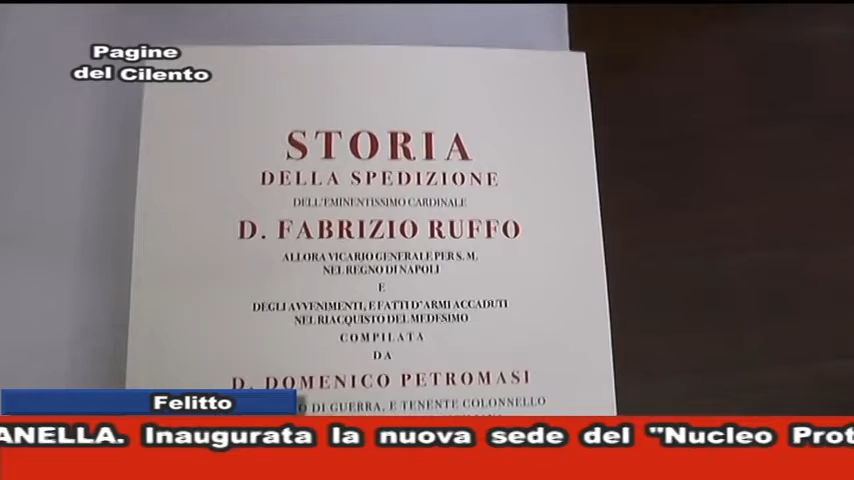 Pagine
del Cilento
STORIA
DELLA SPEDIZIONE
DELL'EMINENTISSIMO CARDINALE
D. FABRIZIO RUFFO
ALLORA VICARIO GENERALE PER S. M.
NEL REGNO DI NAPOLI
E
DEGLI AVVENIMENTI, E FATTI D'ARMI ACCADUTI
NEL RIACQUISTO DEL MEDESIMO
COMPILATA
DA
D. DOMENICO PETROMASI
DI GUERRA, E TENENTE COLONNELLO
Felitto
ANELLA. Inaugurata la nuova sede del "Nucleo Prot